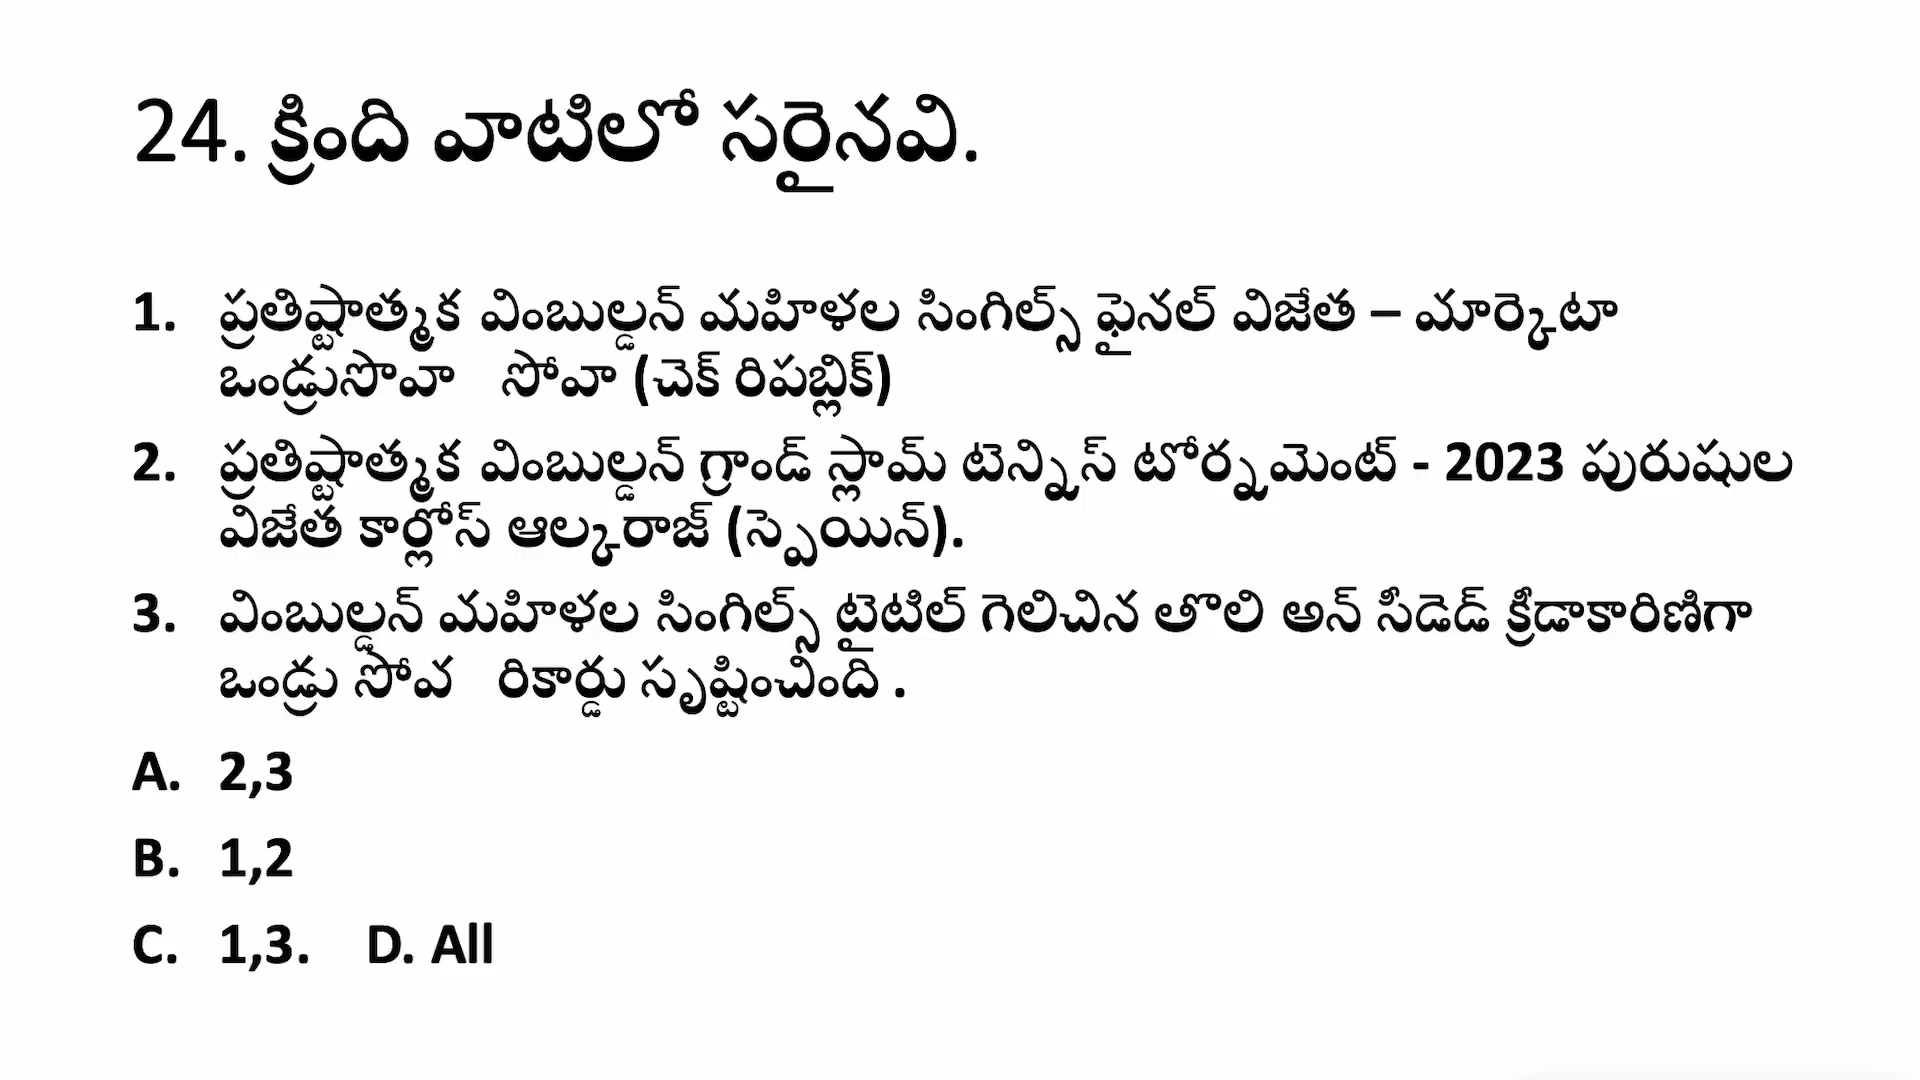 24. క్రింది వాటిలో సరైనవి.
1. ప్రతిష్టాత్మక వింబుల్డన్ మహిళల సింగిల్స్ ఫైనల్ విజేత – మార్కెటా
ఒండ్రుసొవా సోవా (చెక్ రిపబ్లిక్)
2. ప్రతిష్టాత్మక వింబుల్డన్ గ్రాండ్ స్లామ్ టెన్నిస్ టోర్నమెంట్ - 2023 పురుషుల
విజేత కార్లోస్ ఆల్కరాజ్ (స్పెయిన్).
3. వింబుల్డన్ మహిళల సింగిల్స్ టైటిల్ గెలిచిన తొలి అన్ సీడెడ్ క్రీడాకారిణిగా
ఒండ్రు సోవ రికార్డు సృష్టించింది .
A. 2,3
B. 1,2
C. 1,3. D. All